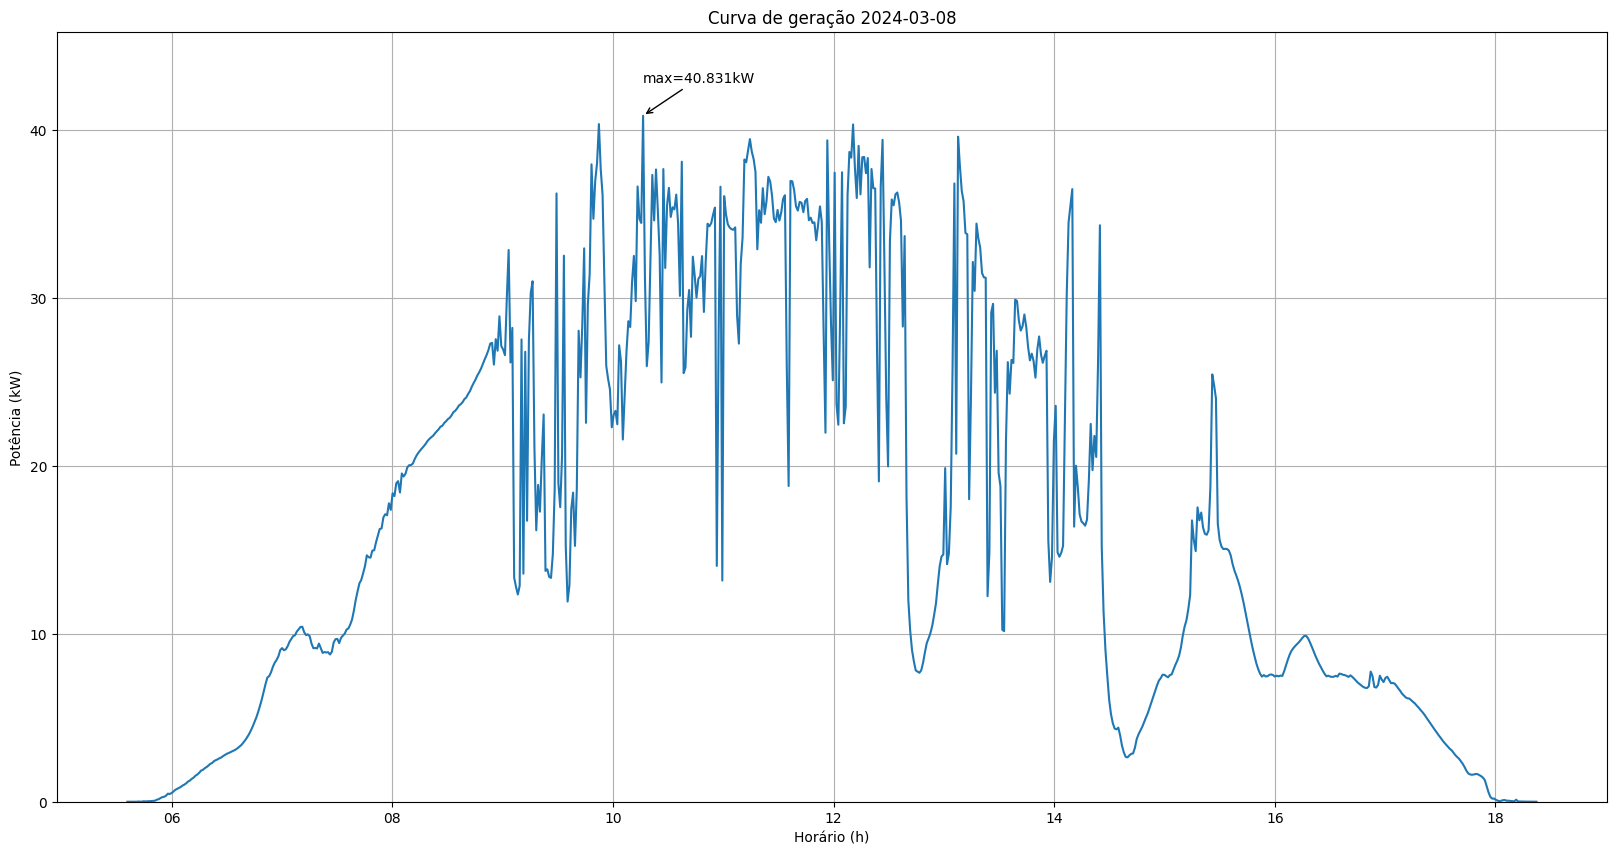 Curva de geração 2024-03-08
max=40.831kW
Potência (kW)
40
30
20
10
0
06 08 10 12 14 16 18
Horário (h)